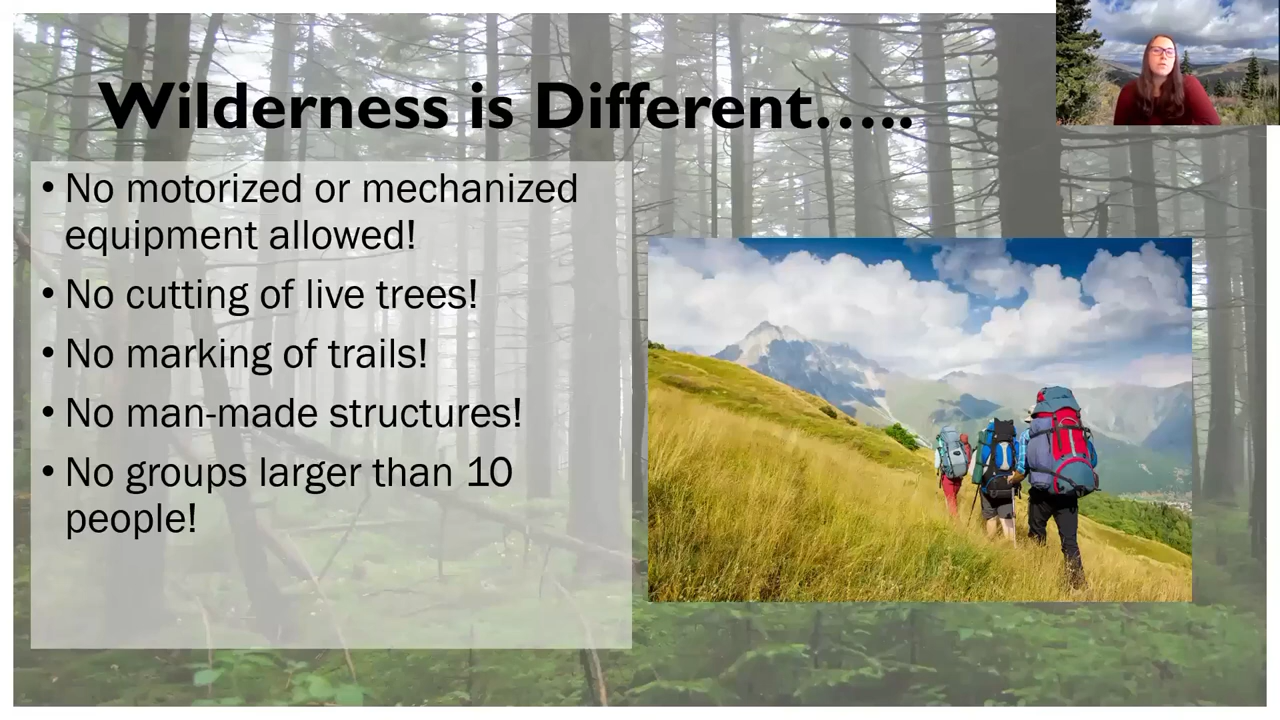 Wilderness is Different…..
• No motorized or mechanized
equipment allowed!
• No cutting of live trees!
• No marking of trails!
• No man-made structures!
• No groups larger than 10
people!